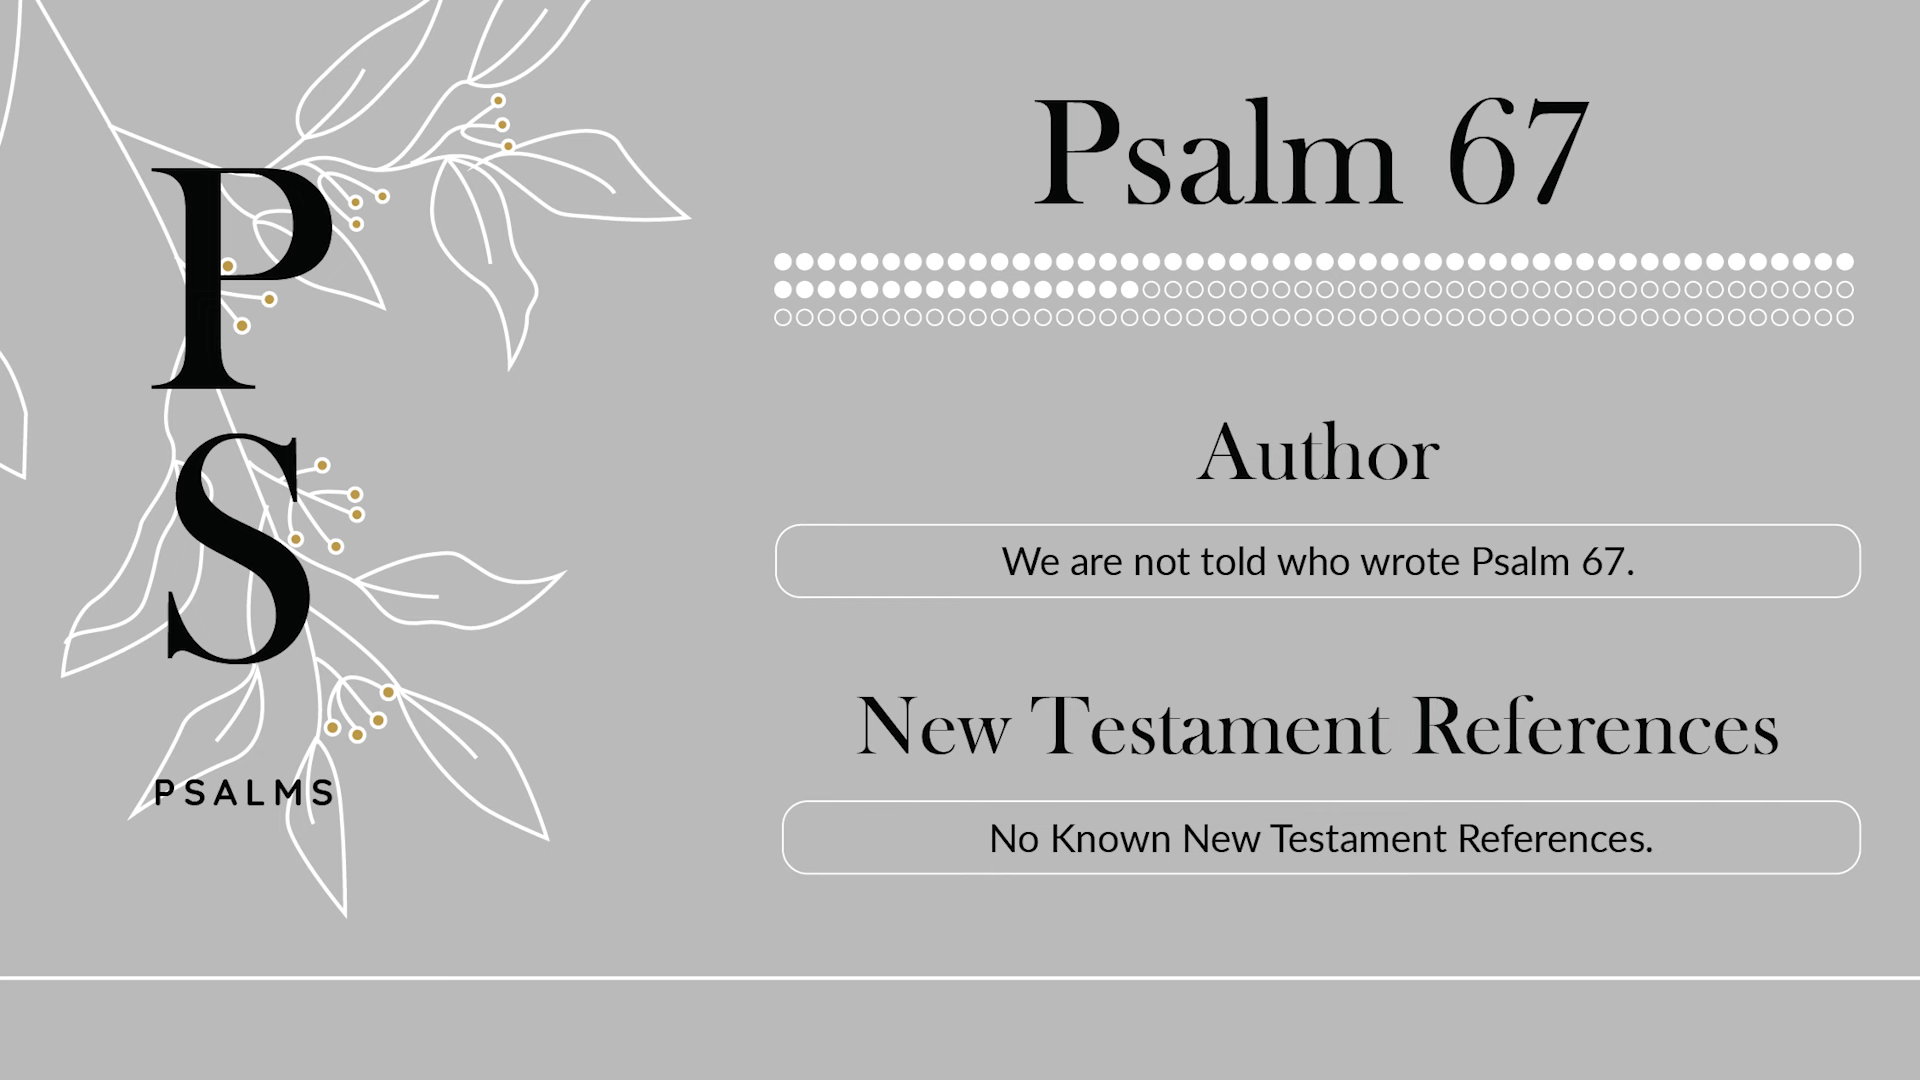 P
S
PSALMS
Psalm 67
Author
We are not told who wrote Psalm 67.
New Testament References
No Known New Testament References.